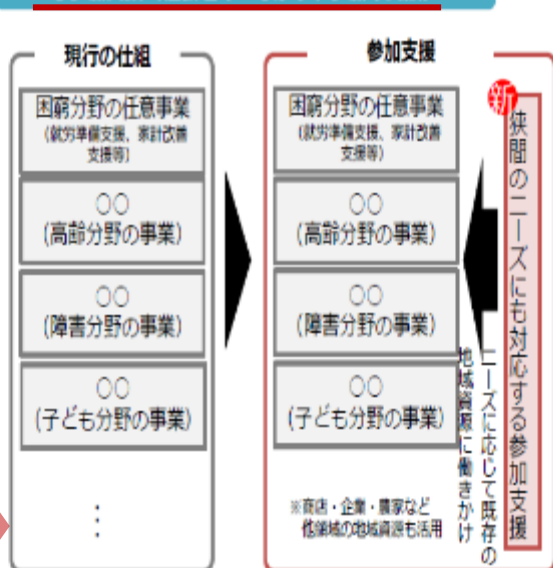 現行の仕組
困窮分野の任意事業
(就労準備支援、家計改善
支援等)
○○
(高齢分野の事業)
○○
(障害分野の事業)
○○
(子ども分野の事業)
⋮
参加支援
困窮分野の任意事業
(就労準備支援、家計改善
支援等)
○○
(高齢分野の事業)
○○
(障害分野の事業)
○○
(子ども分野の事業)
※商店・企業・農家など
他領域の地域資源も活用
新
狭間のニーズにも対応する参加支援
ニーズに応じて既存の
地域資源に働きかけ